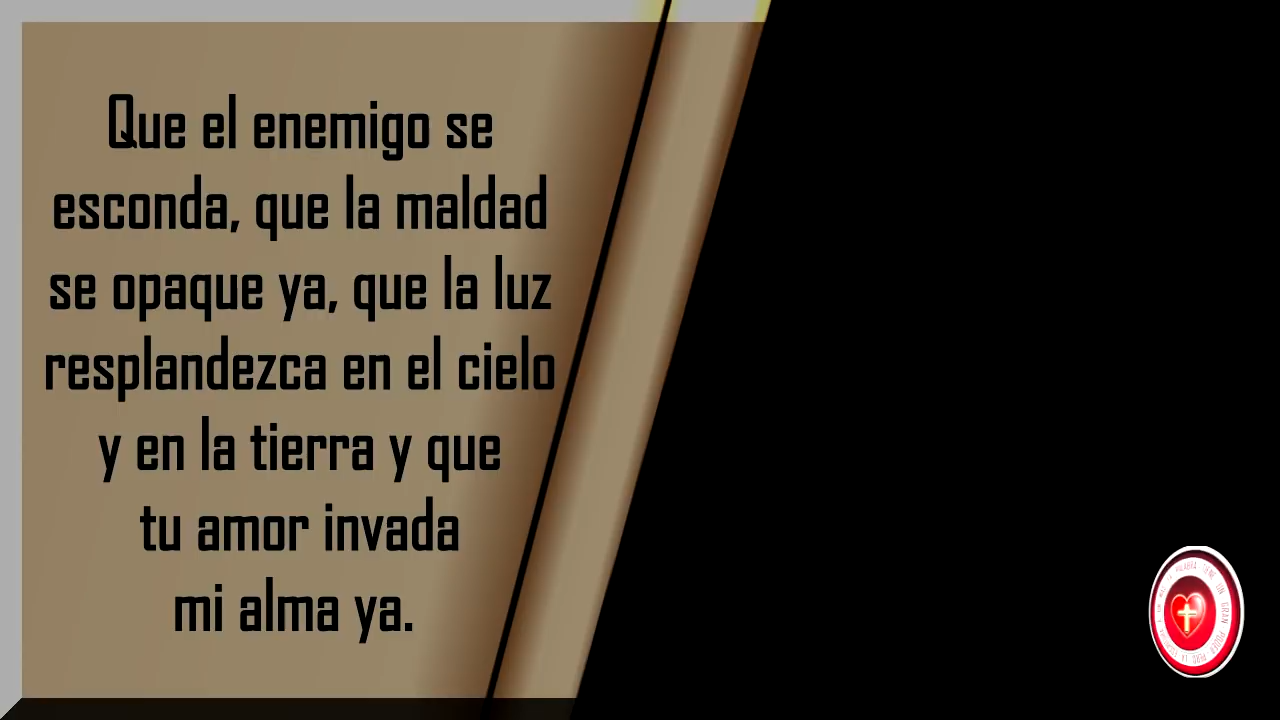 Que el enemigo se
esconda, que la maldad
se opaque ya, que la luz
resplandezca en el cielo
y en la tierra y que
tu amor invada
mi alma ya.